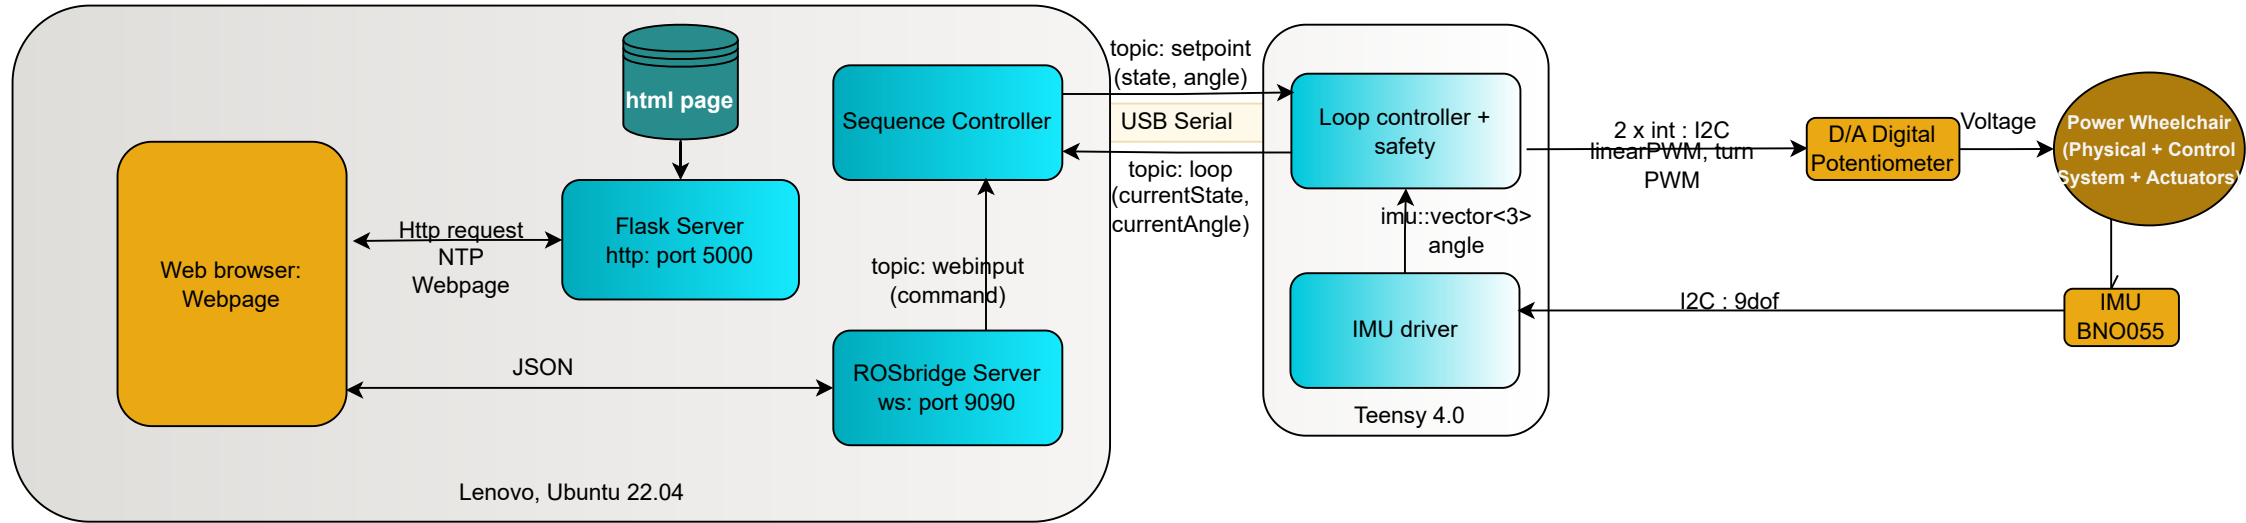 html page
Sequence Controller
topic: setpoint
(state, angle)
USB Serial
topic: loop
(currentState,
currentAngle)
Loop controller +
safety
2 x int : I2C
linearPWM, turn
PWM
D/A Digital
Potentiometer
Voltage
Power Wheelchair
(Physical + Control
System + Actuators)
Flask Server
http: port 5000
Http request
NTP
Webpage
Web browser:
Webpage
topic: webinput
(command)
imu::vector<3>
angle
IMU driver
I2C : 9dof
IMU
BNO055
JSON
ROSbridge Server
ws: port 9090
Teensy 4.0
Lenovo, Ubuntu 22.04